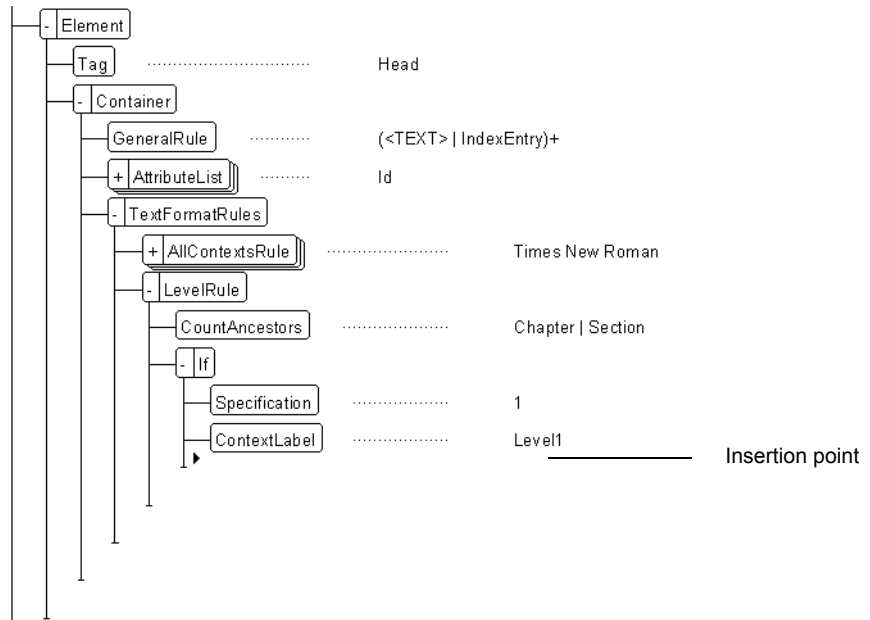 - Element
Tag Head
- Container
GeneralRule (<TEXT> | IndexEntry)+
+ AttributeList Id
- TextFormatRules
+ AllContextsRule Times New Roman
- LevelRule
CountAncestors Chapter | Section
- If
Specification 1
ContextLabel Level1
Insertion point